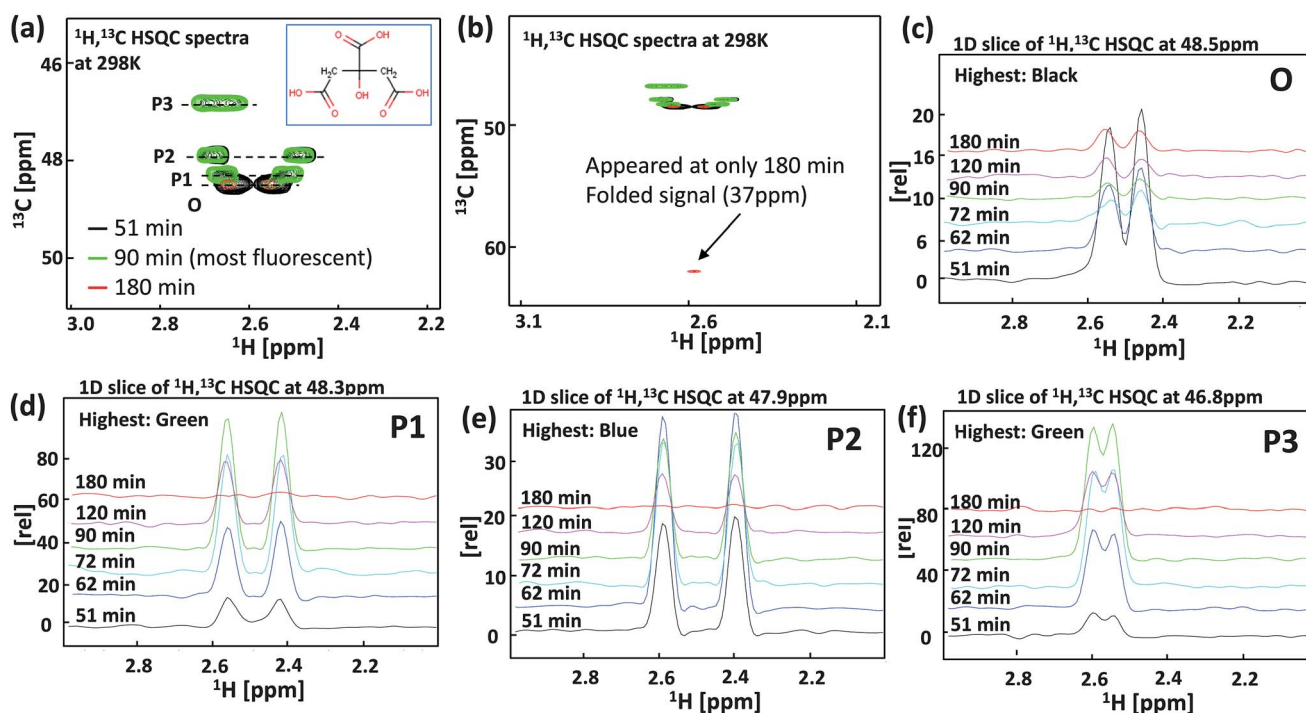 (a) ¹H,¹³C HSQC spectra
at 298K
46
48
50
¹³C [ppm]
P3
P2
P1
O
O
OH
H₂C
CH₂
HO
OH
OH
O
O
51 min
90 min (most fluorescent)
180 min
3.0 2.6 2.4 2.2
¹H [ppm]
(b) ¹H,¹³C HSQC spectra at 298K
50
60
¹³C [ppm]
Appeared at only 180 min
Folded signal (37ppm)
3.1 2.6 2.1
¹H [ppm]
(c) 1D slice of ¹H,¹³C HSQC at 48.5ppm
Highest: Black
O
20
16
10
6
0
[rel]
180 min
120 min
90 min
72 min
62 min
51 min
2.8 2.6 2.4 2.2
¹H [ppm]
(d) 1D slice of ¹H,¹³C HSQC at 48.3ppm
Highest: Green
P1
80
60
40
20
0
[rel]
180 min
120 min
90 min
72 min
62 min
51 min
2.6 2.4 2.2
¹H [ppm]
(e) 1D slice of ¹H,¹³C HSQC at 47.9ppm
Highest: Blue
P2
30
20
10
0
[rel]
180 min
120 min
90 min
72 min
62 min
51 min
2.8 2.6 2.4 2.2
¹H [ppm]
(f) 1D slice of ¹H,¹³C HSQC at 46.8ppm
Highest: Green
P3
120
80
40
0
[rel]
180 min
120 min
90 min
72 min
62 min
51 min
2.8 2.6 2.4 2.2
¹H [ppm]